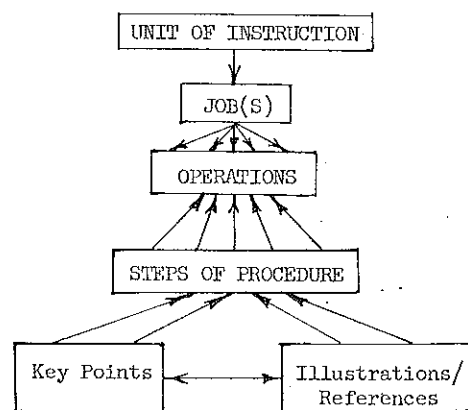 UNIT OF INSTRUCTION
JOB(S)
OPERATIONS
STEPS OF PROCEDURE
Key Points
Illustrations/
References